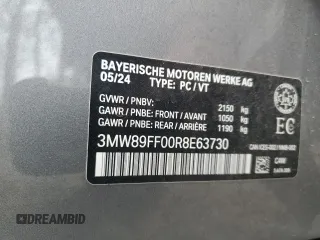 BAYERISCHE MOTOREN WERKE AG
05/24 TYPE: PC / VT
GVWR / PNBV: 2150 kg
GAWR / PNBE: FRONT / AVANT 1050 kg
GAWR / PNBE: REAR / ARRIÈRE 1190 kg
3MW89FF00R8E63730
EC
DREAMBID